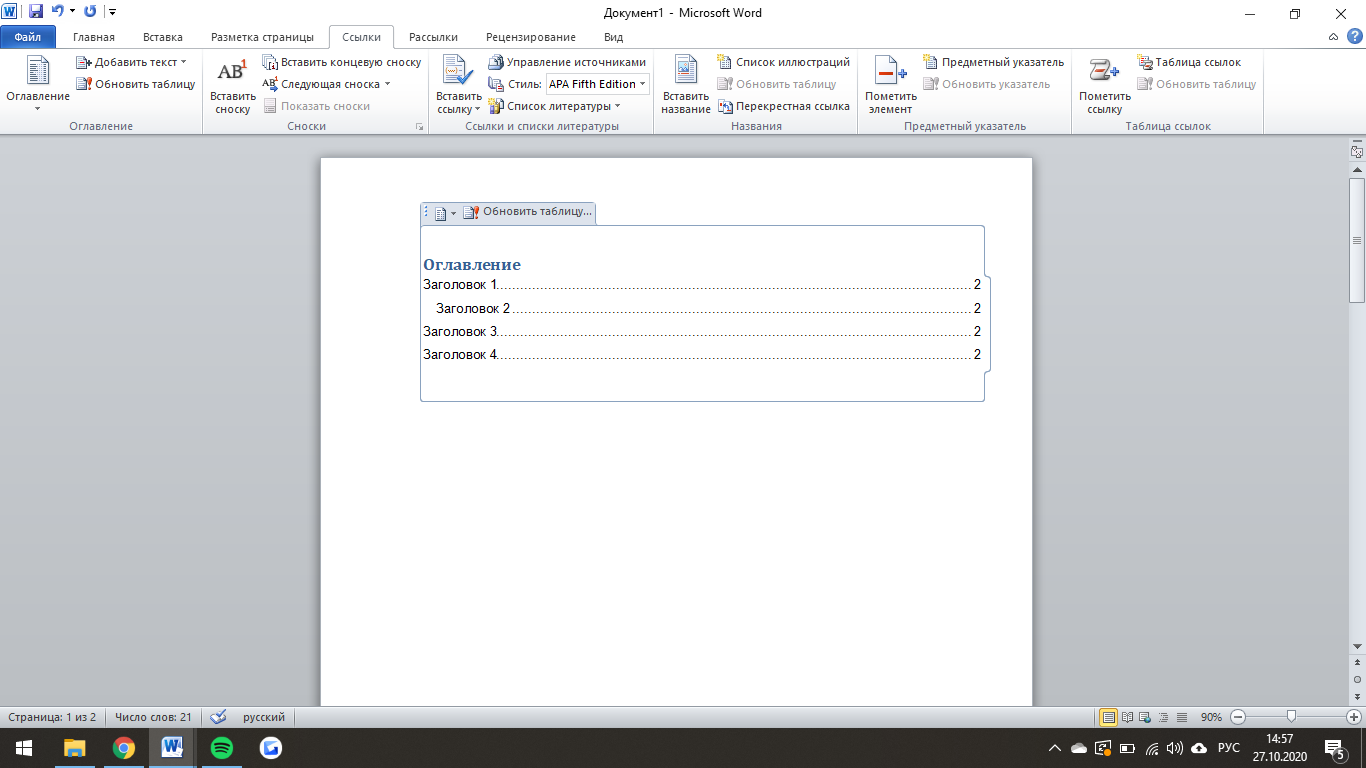 Документ1 - Microsoft Word
Файл Главная Вставка Разметка страницы Ссылки Рассылки Рецензирование Вид
Оглавление
Добавить текст
Обновить таблицу
Оглавление
AB1
Вставить сноску
Вставить концевую сноску
Следующая сноска
Показать сноски
Сноски
Вставить ссылку
Управление источниками
Стиль: APA Fifth Edition
Список литературы
Ссылки и списки литературы
Вставить название
Список иллюстраций
Обновить таблицу
Перекрестная ссылка
Названия
Пометить элемент
Предметный указатель
Обновить указатель
Предметный указатель
Пометить ссылку
Таблица ссылок
Обновить таблицу
Таблица ссылок
Обновить таблицу...
Оглавление
Заголовок 1 2
Заголовок 2 2
Заголовок 3 2
Заголовок 4 2
Страница: 1 из 2 Число слов: 21 русский 90%
РУС 14:57
27.10.2020 5